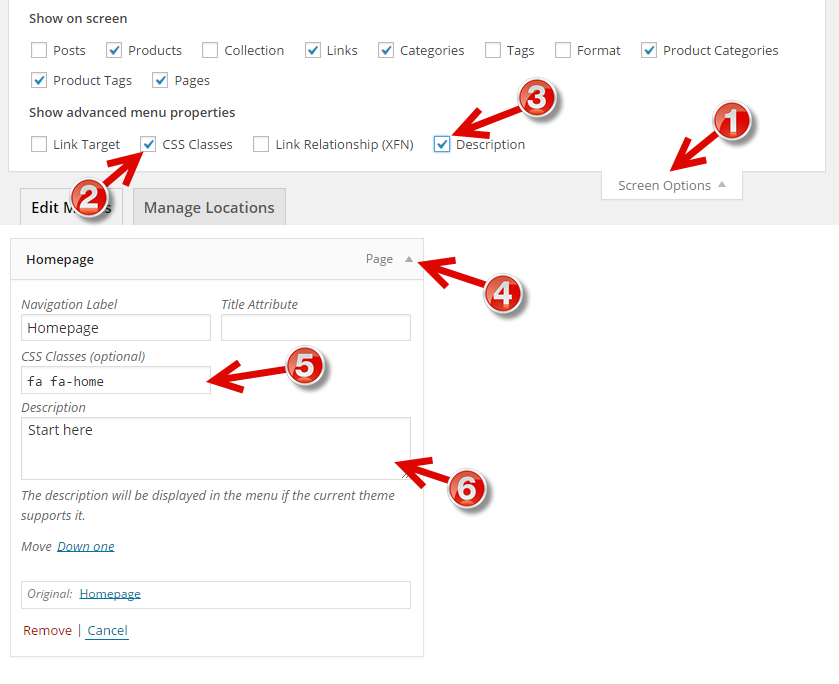 Show on screen
Posts Products Collection Links Categories Tags Format Product Categories
Product Tags Pages
Show advanced menu properties
3
1
Link Target CSS Classes Link Relationship (XFN) Description
Screen Options
2
Edit M s Manage Locations
Homepage Page
4
Navigation Label Title Attribute
Homepage
CSS Classes (optional)
5
fa fa-home
Description
Start here
6
The description will be displayed in the menu if the current theme
supports it.
Move Down one
Original: Homepage
Remove | Cancel